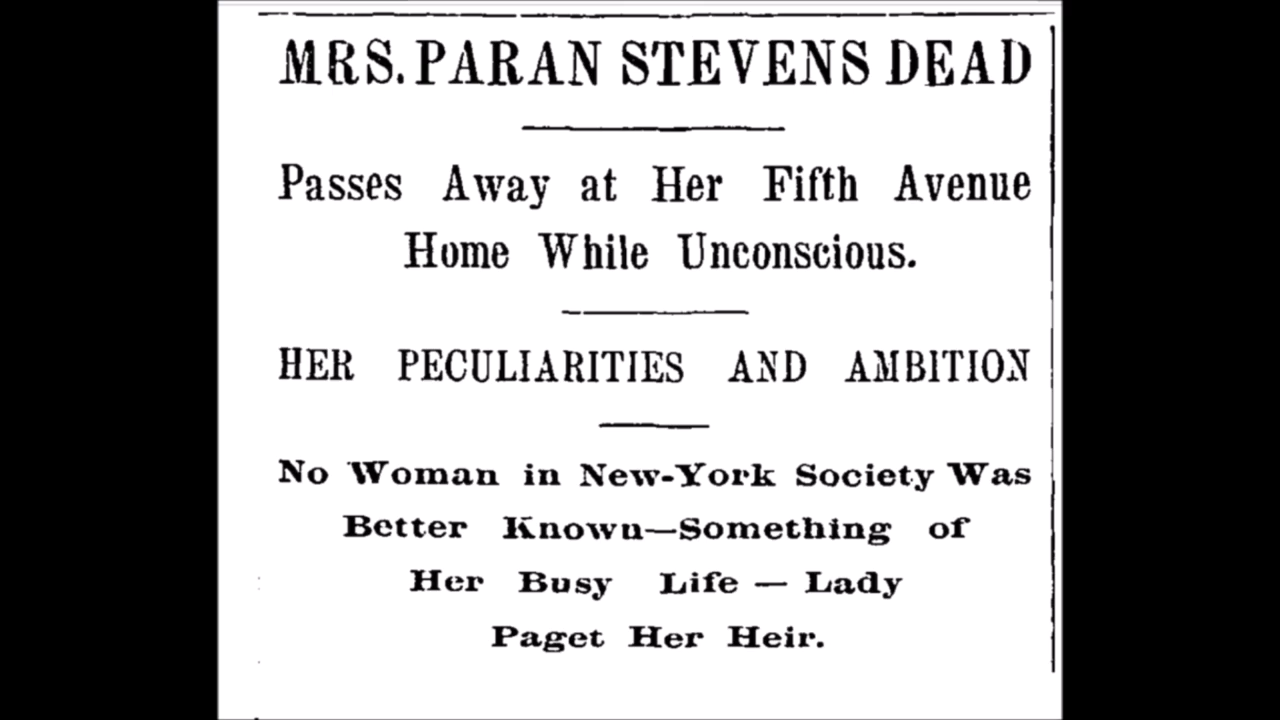 MRS. PARAN STEVENS DEAD
Passes Away at Her Fifth Avenue
Home While Unconscious.
HER PECULIARITIES AND AMBITION
No Woman in New-York Society Was
Better Known—Something of
Her Busy Life — Lady
Paget Her Heir.